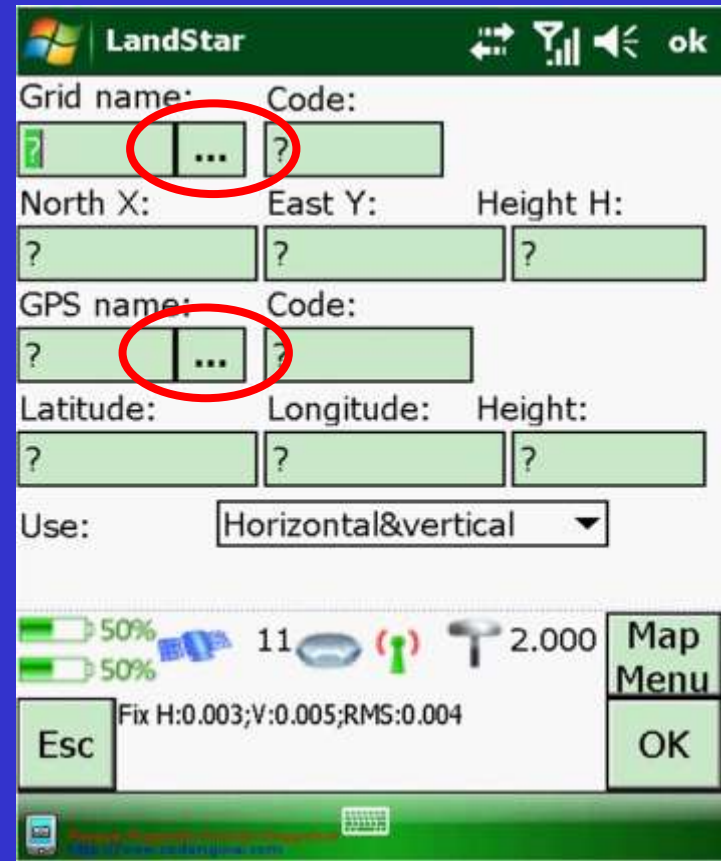 LandStar ok
Grid name: Code:
? ... ?
North X: East Y: Height H:
? ? ?
GPS name: Code:
? ... ?
Latitude: Longitude: Height:
? ? ?
Use: Horizontal&vertical
50% 11 2.000 Map
50% Menu
Fix H:0.003;V:0.005;RMS:0.004
Esc OK